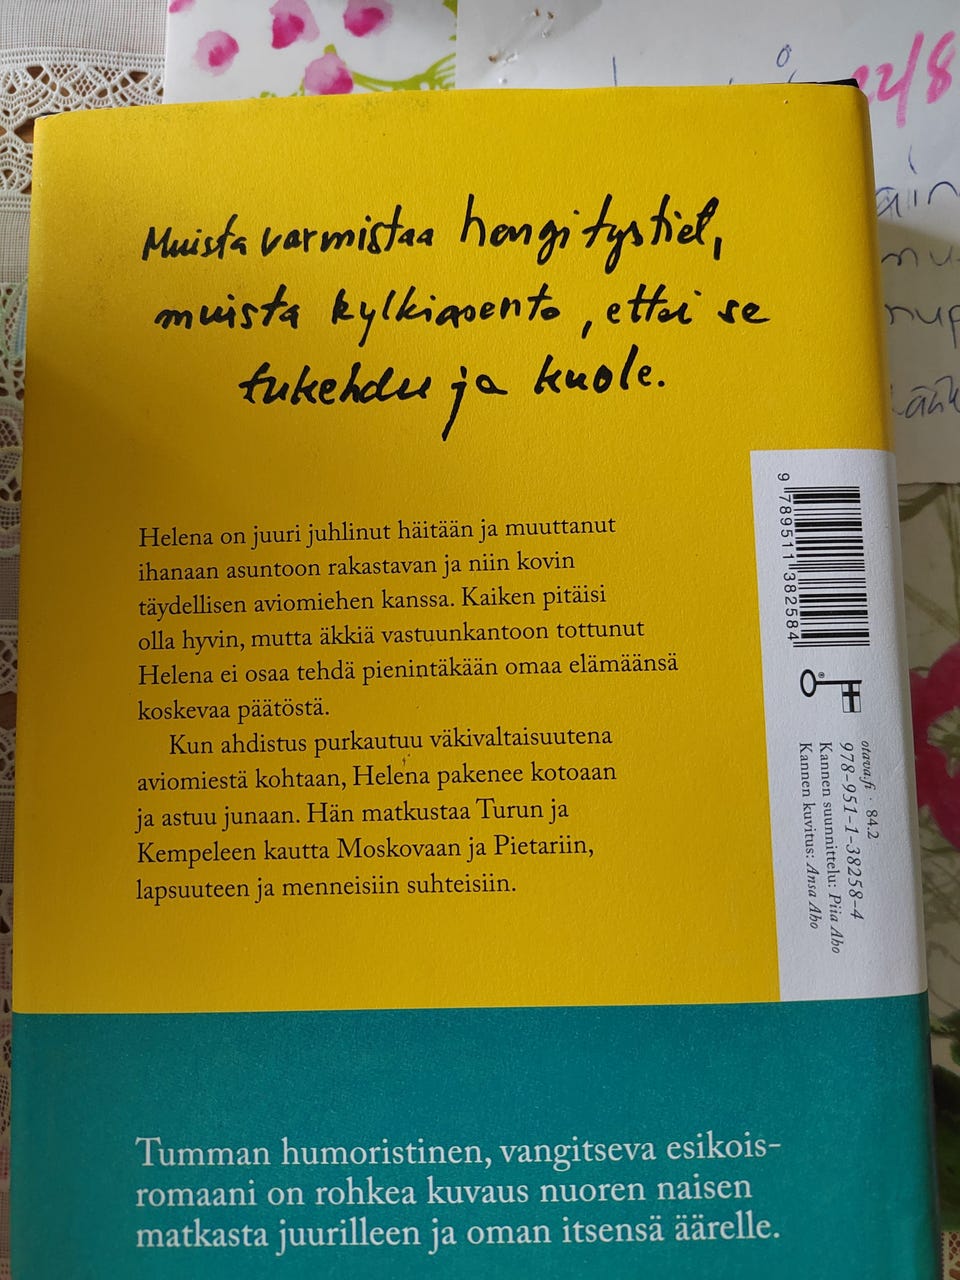 22/8
Muista varmistaa hengitystiet,
muista kylkiasento, ettei se
tukehdu ja kuole.
Helena on juuri juhlinut häitään ja muuttanut
ihanaan asuntoon rakastavan ja niin kovin
täydellisen aviomiehen kanssa. Kaiken pitäisi
olla hyvin, mutta äkkiä vastuunkantoon tottunut
Helena ei osaa tehdä pienintäkään omaa elämäänsä
koskevaa päätöstä.
Kun ahdistus purkautuu väkivaltaisuutena
aviomiestä kohtaan, Helena pakenee kotoaan
ja astuu junaan. Hän matkustaa Turun ja
Kempeleen kautta Moskovaan ja Pietariin,
lapsuuteen ja menneisiin suhteisiin.
9 789511 382584
otava.fi · 84.2
978-951-1-38258-4
Kannen suunnittelu: Piia Aho
Kannen kuvitus: Ansa Aho
Tumman humoristinen, vangitseva esikois-
romaani on rohkea kuvaus nuoren naisen
matkasta juurilleen ja oman itsensä äärelle.